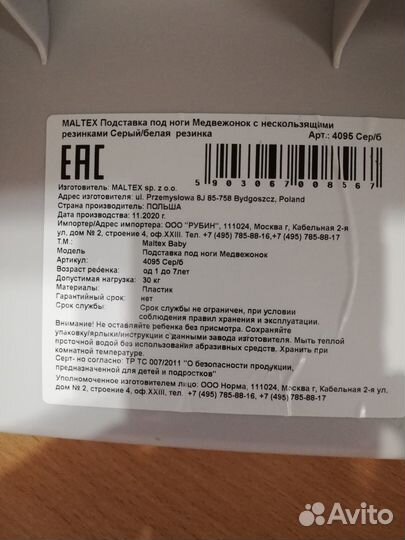 MALTEX Подставка под ноги Медвежонок с нескользящими
резинками Серый/белая резинка Арт.: 4095 Сер/б
EAC
5 903067 008567
Изготовитель: MALTEX sp. z o.o.
Адрес изготовителя: ul. Przemysłowa 8J 85-758 Bydgoszcz, Poland
Страна производитель: ПОЛЬША
Дата производства: 11.2020 г.
Импортер/Адрес импортера: ООО "РУБИН", 111024, Москва г, Кабельная 2-я
ул, дом № 2, строение 4, оф.XXIII. Тел. +7 (495) 785-88-16,+7 (495) 785-88-17
Т.М.: Maltex Baby
Модель Подставка под ноги Медвежонок
Артикул: 4095 Сер/б
Возраст ребенка: од 1 до 7лет
Допустимая нагрузка: 30 кг
Материалы: Пластик
Гарантийный срок: нет
Срок службы: Срок службы не ограничен, при условии
соблюдения правил хранения и эксплуатации.
Внимание! Не оставляйте ребенка без присмотра. Сохраняйте
упаковку/ярлыки/инструкции с данными завода изготовителя. Мыть теплой
проточной водой без использования абразивных средств. Хранить при
комнатной температуре.
Серт- но согласно: ТР ТС 007/2011 "О безопасности продукции,
предназначенной для детей и подростков"
Уполномоченное изготовителем лицо: ООО Норма, 111024, Москва г, Кабельная 2-я ул.
дом № 2, строение 4, оф.XXIII, тел. +7 (495) 785-88-16, +7 (495) 785-88-17
Avito